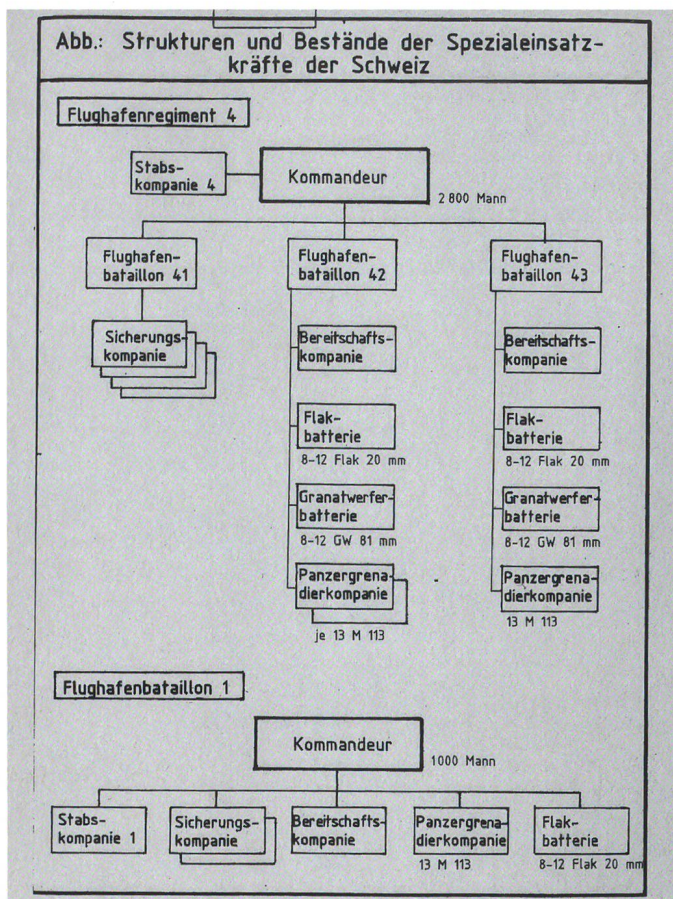 Abb.: Strukturen und Bestände der Spezialeinsatz-
kräfte der Schweiz
Flughafenregiment 4
Stabs-
kompanie 4
Kommandeur
2 800 Mann
Flughafen-
bataillon 41
Flughafen-
bataillon 42
Flughafen-
bataillon 43
Sicherungs-
kompanie
Bereitschafts-
kompanie
Bereitschafts-
kompanie
Flak-
batterie
8-12 Flak 20 mm
Flak-
batterie
8-12 Flak 20 mm
Granatwerfer-
batterie
8-12 GW 81 mm
Granatwerfer-
batterie
8-12 GW 81 mm
Panzergrena-
dierkompanie
je 13 M 113
Panzergrena-
dierkompanie
13 M 113
Flughafenbataillon 1
Kommandeur
1000 Mann
Stabs-
kompanie 1
Sicherungs-
kompanie
Bereitschafts-
kompanie
Panzergrena-
dierkompanie
13 M 113
Flak-
batterie
8-12 Flak 20 mm